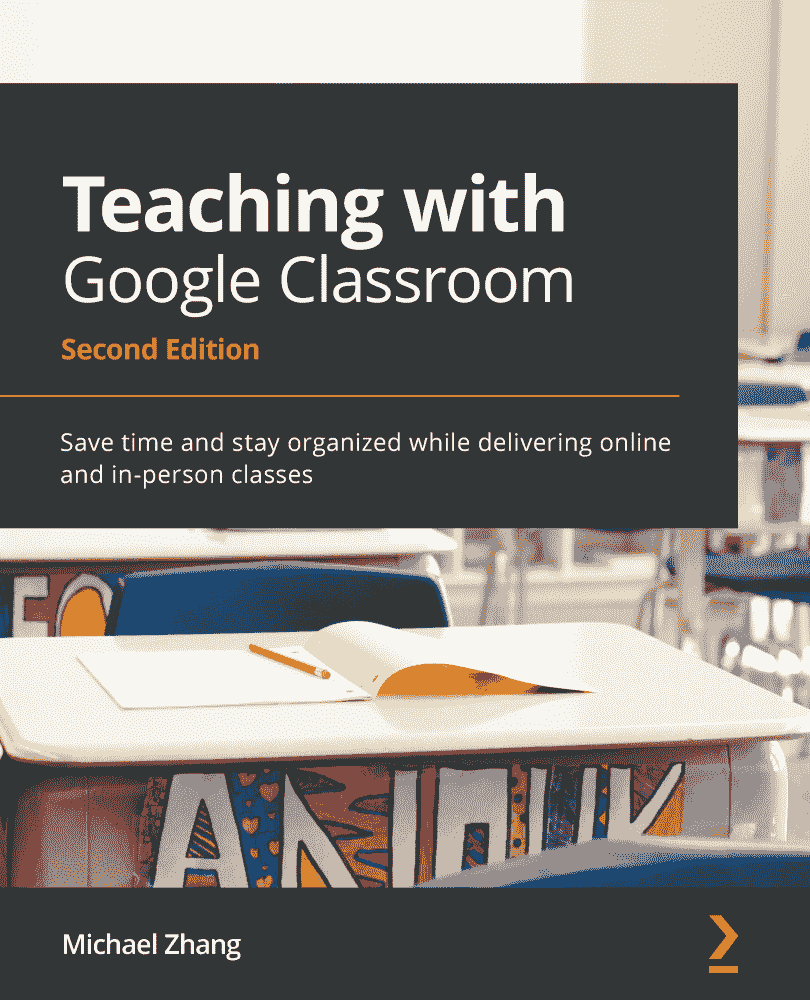 Teaching with
Google Classroom
Second Edition
Save time and stay organized while delivering online
and in-person classes
ANOUK
Michael Zhang